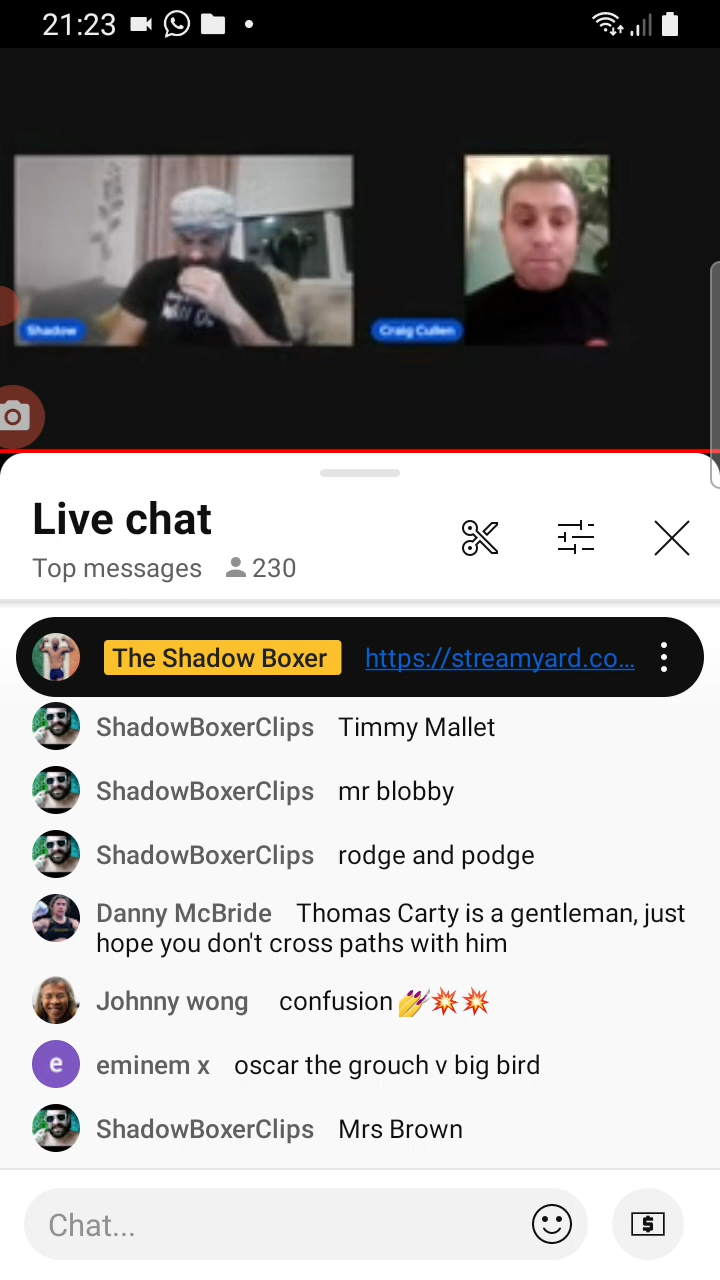 21:23
Shadow
Craig Cullen
Live chat
Top messages 230
The Shadow Boxer https://streamyard.co...
ShadowBoxerClips Timmy Mallet
ShadowBoxerClips mr blobby
ShadowBoxerClips rodge and podge
Danny McBride Thomas Carty is a gentleman, just
hope you don't cross paths with him
Johnny wong confusion 💅💥💥
e eminem x oscar the grouch v big bird
ShadowBoxerClips Mrs Brown
Chat...
$